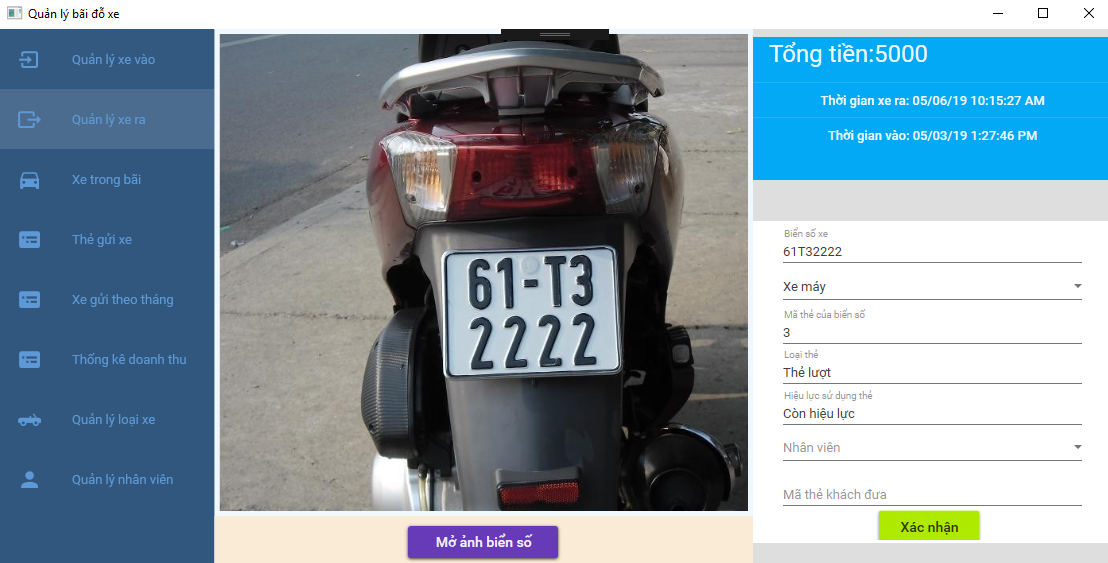 Quản lý bãi đỗ xe
Quản lý xe vào
Quản lý xe ra
Xe trong bãi
Thẻ gửi xe
Xe gửi theo tháng
Thống kê doanh thu
Quản lý loại xe
Quản lý nhân viên
61-T3
2222
Mở ảnh biển số
Tổng tiền:5000
Thời gian xe ra: 05/06/19 10:15:27 AM
Thời gian vào: 05/03/19 1:27:46 PM
Biển số xe
61T32222
Xe máy
Mã thẻ của biển số
3
Loại thẻ
Thẻ lượt
Hiệu lực sử dụng thẻ
Còn hiệu lực
Nhân viên
Mã thẻ khách đưa
Xác nhận